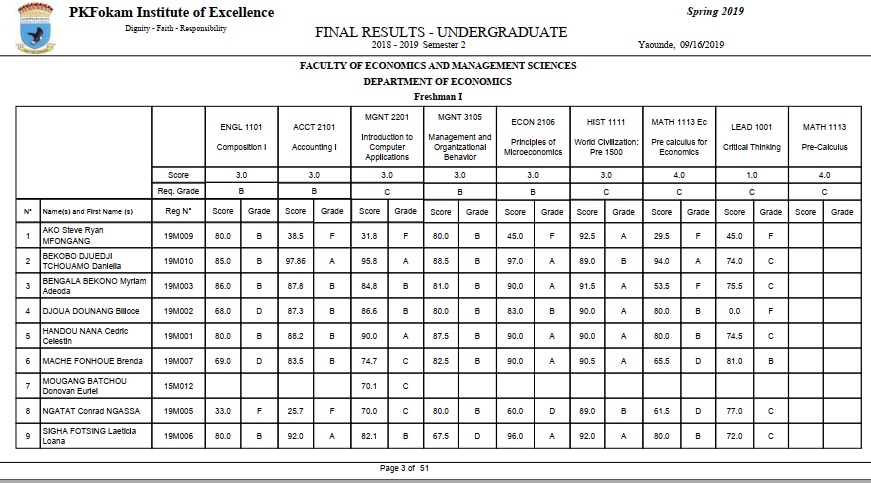 PKFokam Institute of Excellence
Dignity - Faith - Responsibility
Spring 2019
FINAL RESULTS - UNDERGRADUATE
2018 - 2019 Semester 2
Yaounde, 09/16/2019
FACULTY OF ECONOMICS AND MANAGEMENT SCIENCES
DEPARTMENT OF ECONOMICS
Freshman I
ENGL 1101 Composition I
ACCT 2101 Accounting I
MGNT 2201 Introduction to Computer Applications
MGNT 3105 Management and Organizational Behavior
ECON 2106 Principles of Microeconomics
HIST 1111 World Civilization: Pre 1500
MATH 1113 Ec Pre calculus for Economics
LEAD 1001 Critical Thinking
MATH 1113 Pre-Calculus
Score 3.0 3.0 3.0 3.0 3.0 3.0 4.0 1.0 4.0
Req. Grade B B C B B C C C C
N° Name(s) and First Name (s) Reg N° Score Grade Score Grade Score Grade Score Grade Score Grade Score Grade Score Grade Score Grade Score Grade
1 AKO Steve Ryan MFONGANG 19M009 80.0 B 38.5 F 31.8 F 80.0 B 45.0 F 92.5 A 29.5 F 45.0 F
2 BEKOBO DJUEDJI TCHOUAMO Daniella 19M010 85.0 B 97.86 A 95.8 A 88.5 B 97.0 A 89.0 B 94.0 A 74.0 C
3 BENGALA BEKONO Myriam Adeoda 19M003 86.0 B 87.8 B 84.8 B 81.0 B 90.0 A 91.5 A 53.5 F 75.5 C
4 DJOUA DOUNANG Billoce 19M002 68.0 D 87.3 B 86.6 B 80.0 B 83.0 B 90.0 A 80.0 B 0.0 F
5 HANDOU NANA Cedric Celestin 19M001 80.0 B 88.2 B 90.0 A 87.5 B 90.0 A 90.0 A 80.0 B 74.5 C
6 MACHE FONHOUE Brenda 19M007 69.0 D 83.5 B 74.7 C 82.5 B 90.0 A 90.5 A 65.5 D 81.0 B
7 MOUGANG BATCHOU Donovan Euriel 15M012 70.1 C
8 NGATAT Conrad NGASSA 19M005 33.0 F 25.7 F 70.0 C 80.0 B 60.0 D 89.0 B 61.5 D 77.0 C
9 SIGHA FOTSING Laeticia Loana 19M006 80.0 B 92.0 A 82.1 B 67.5 D 96.0 A 92.0 A 80.0 B 72.0 C
Page 3 of 51